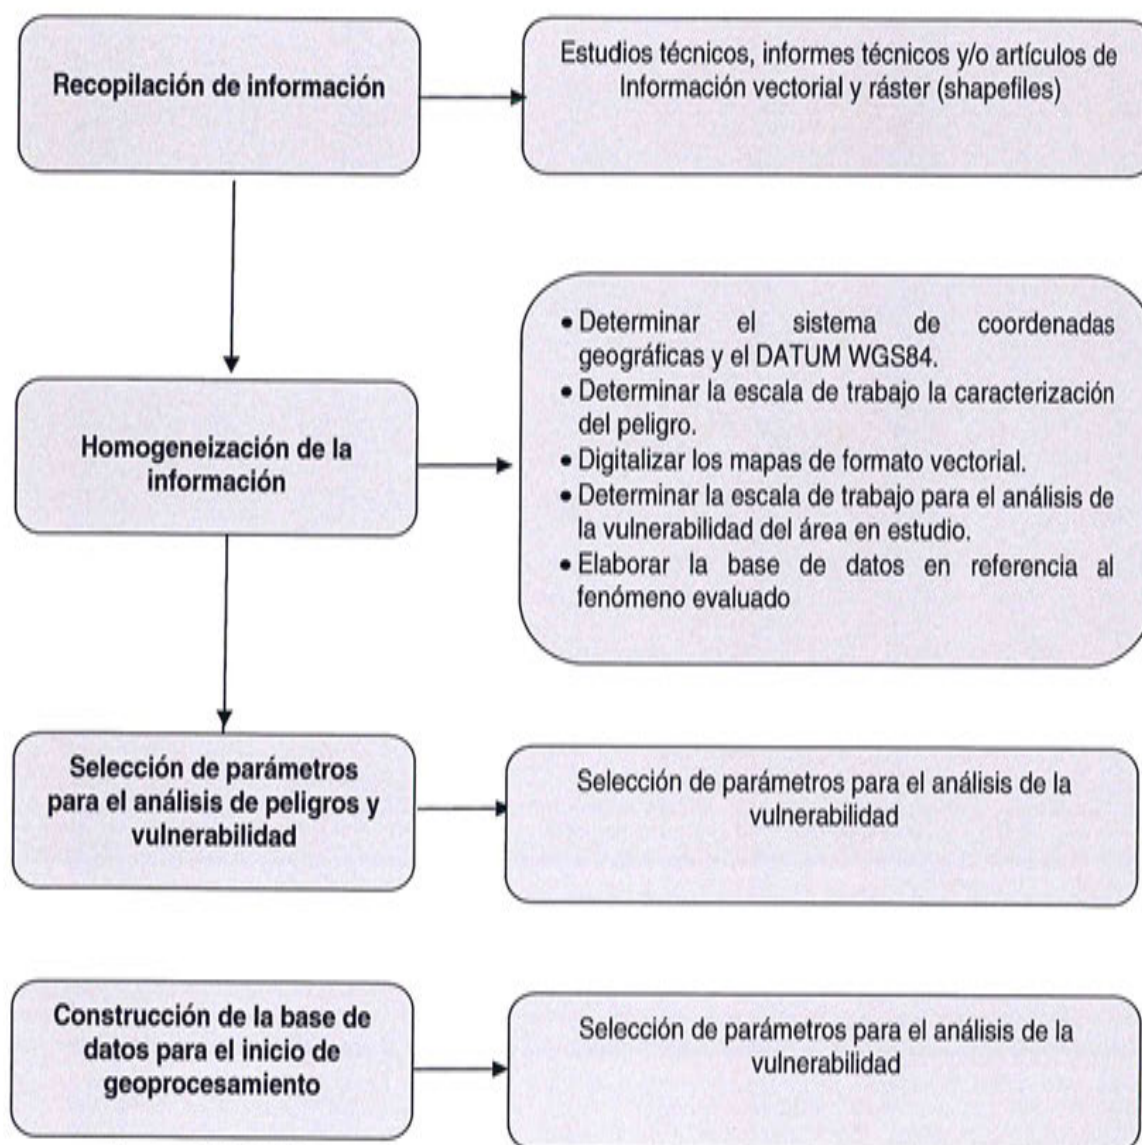 Recopilación de información
Estudios técnicos, informes técnicos y/o artículos de
Información vectorial y ráster (shapefiles)
Homogeneización de la
información
• Determinar el sistema de coordenadas
geográficas y el DATUM WGS84.
• Determinar la escala de trabajo la caracterización
del peligro.
• Digitalizar los mapas de formato vectorial.
• Determinar la escala de trabajo para el análisis de
la vulnerabilidad del área en estudio.
• Elaborar la base de datos en referencia al
fenómeno evaluado
Selección de parámetros
para el análisis de peligros y
vulnerabilidad
Selección de parámetros para el análisis de la
vulnerabilidad
Construcción de la base de
datos para el inicio de
geoprocesamiento
Selección de parámetros para el análisis de la
vulnerabilidad